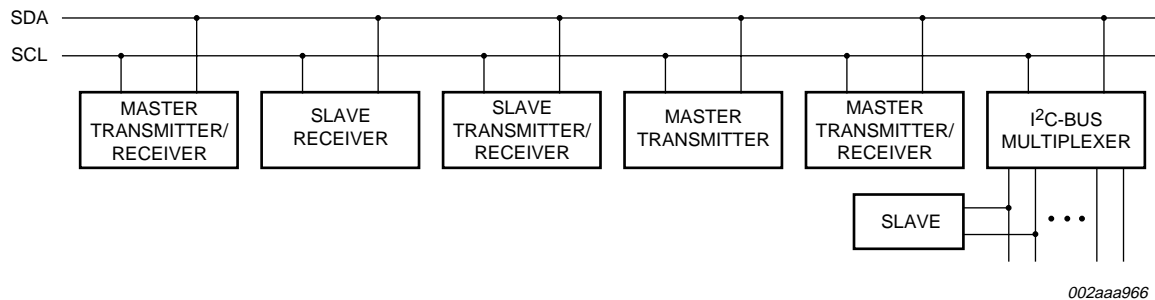 SDA
SCL
MASTER
TRANSMITTER/
RECEIVER
SLAVE
RECEIVER
SLAVE
TRANSMITTER/
RECEIVER
MASTER
TRANSMITTER
MASTER
TRANSMITTER/
RECEIVER
I²C-BUS
MULTIPLEXER
SLAVE
002aaa966